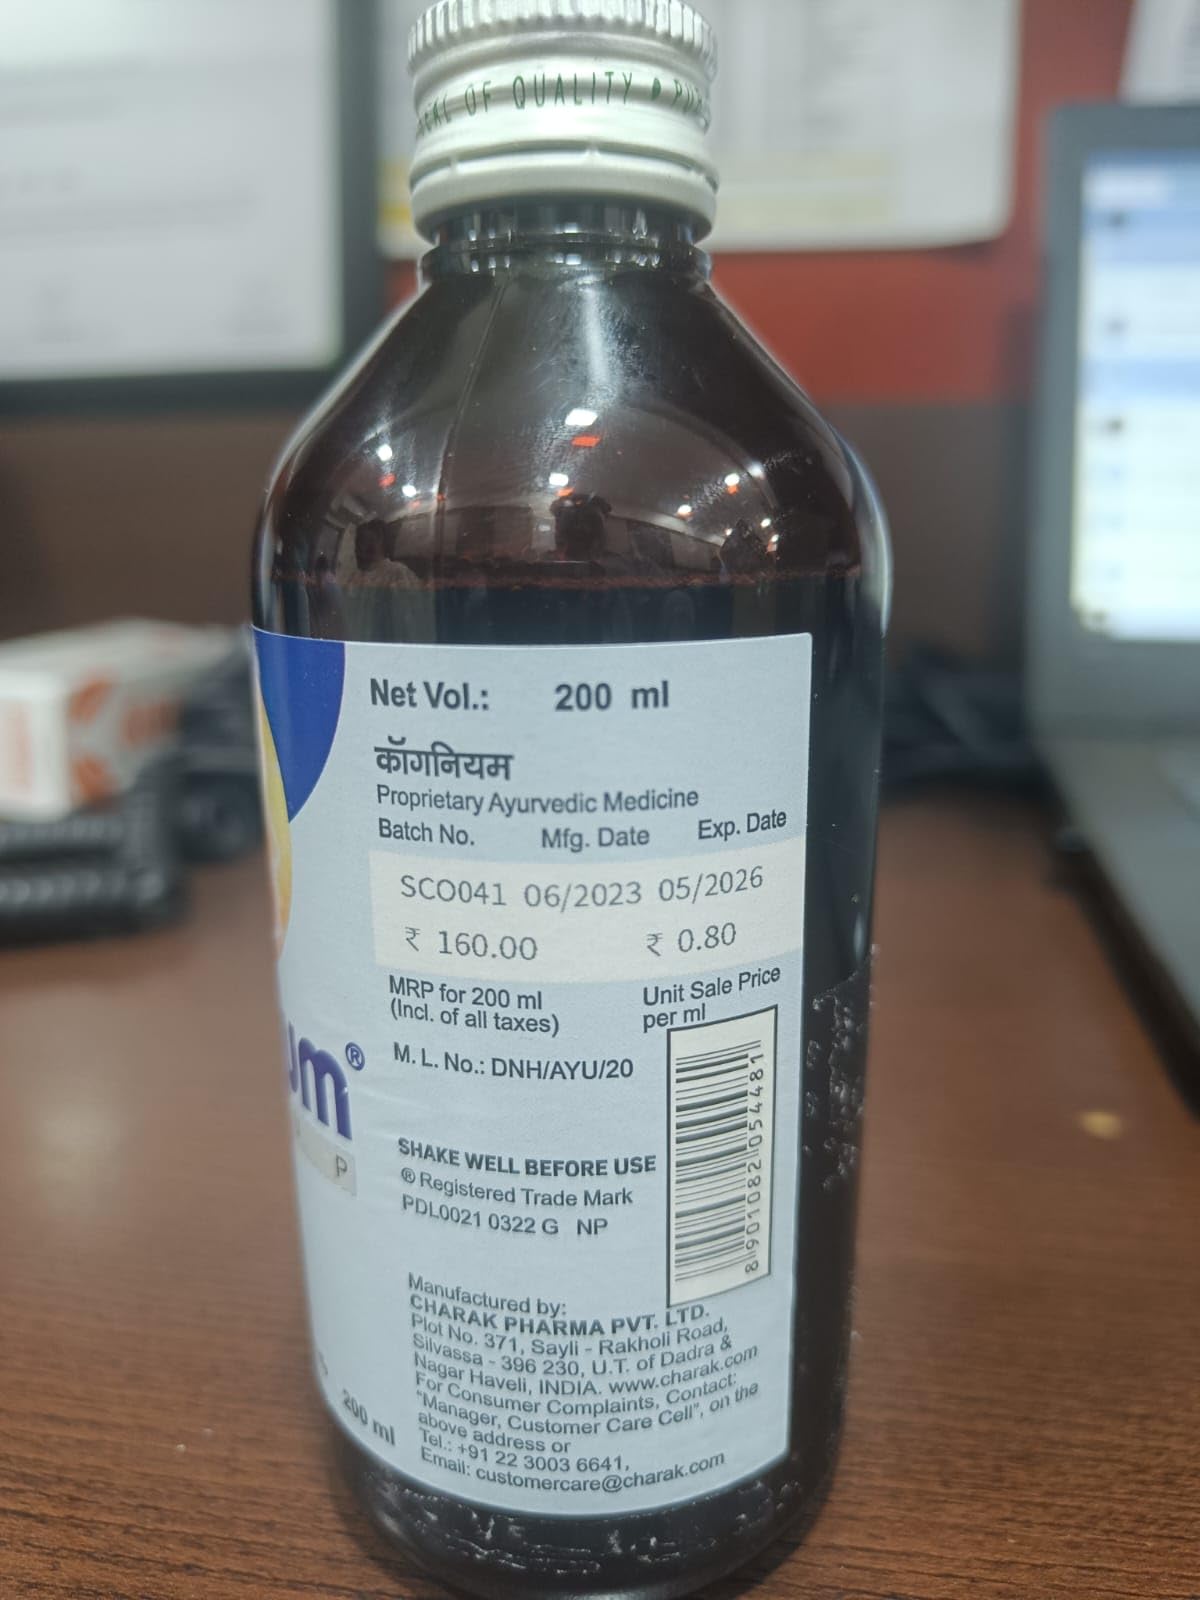 OF QUALITY
Net Vol.: 200 ml
कॉगनियम
Proprietary Ayurvedic Medicine
Batch No. Mfg. Date Exp. Date
SCO041 06/2023 05/2026
₹ 160.00 ₹ 0.80
MRP for 200 ml
(Incl. of all taxes)
Unit Sale Price
per ml
um®
P
M. L. No.: DNH/AYU/20
8901082054481
SHAKE WELL BEFORE USE
® Registered Trade Mark
PDL0021 0322 G NP
Manufactured by:
CHARAK PHARMA PVT. LTD.
Plot No. 371, Sayli - Rakholi Road,
Silvassa - 396 230, U.T. of Dadra &
Nagar Haveli, INDIA. www.charak.com
For Consumer Complaints, Contact:
"Manager, Customer Care Cell", on the
above address or
Tel.: +91 22 3003 6641,
Email: customercare@charak.com
200 ml